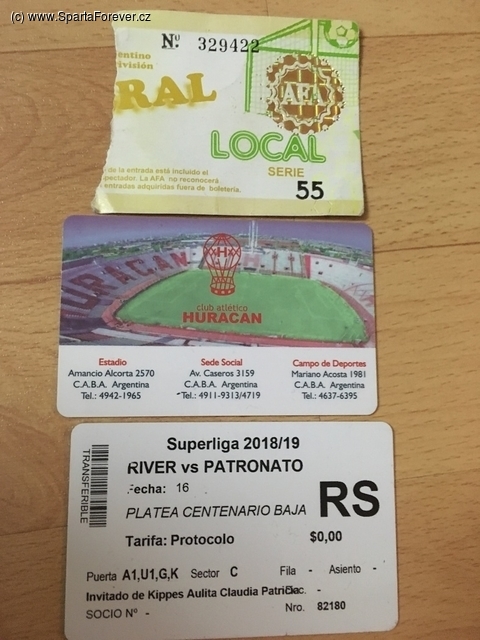 (c) www.SpartaForever.cz
Nº 329422
entino
ivisión
RAL
AFA
LOCAL
SERIE
55
de la entrada está incluido el
spectador. La AFA no reconocerá
entradas adquiridas fuera de boletería.
URACAN
club atlético
HURACAN
Estadio
Amancio Alcorta 2570
C.A.B.A. Argentina
Tel.: 4942-1965
Sede Social
Av. Caseros 3159
C.A.B.A. Argentina
Tel.: 4911-9313/4719
Campo de Deportes
Mariano Acosta 1981
C.A.B.A. Argentina
Tel.: 4637-6395
TRANSFERIBLE
Superliga 2018/19
RIVER vs PATRONATO
Fecha: 16
RS
PLATEA CENTENARIO BAJA
Tarifa: Protocolo $0,00
Puerta A1,U1,G,K Sector C Fila - Asiento -
Invitado de Kippes Aulita Claudia Patricia
SOCIO Nº -
Nro. 82180